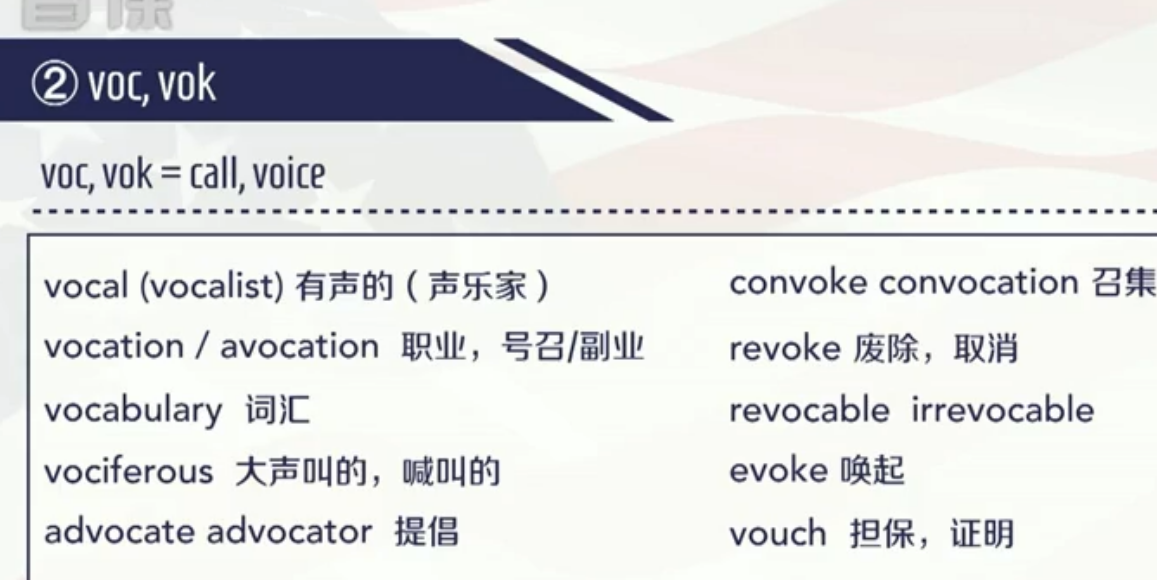 ② voc, vok
voc, vok = call, voice
vocal (vocalist) 有声的（声乐家）
vocation / avocation 职业，号召/副业
vocabulary 词汇
vociferous 大声叫的，喊叫的
advocate advocator 提倡
convoke convocation 召集
revoke 废除，取消
revocable irrevocable
evoke 唤起
vouch 担保，证明